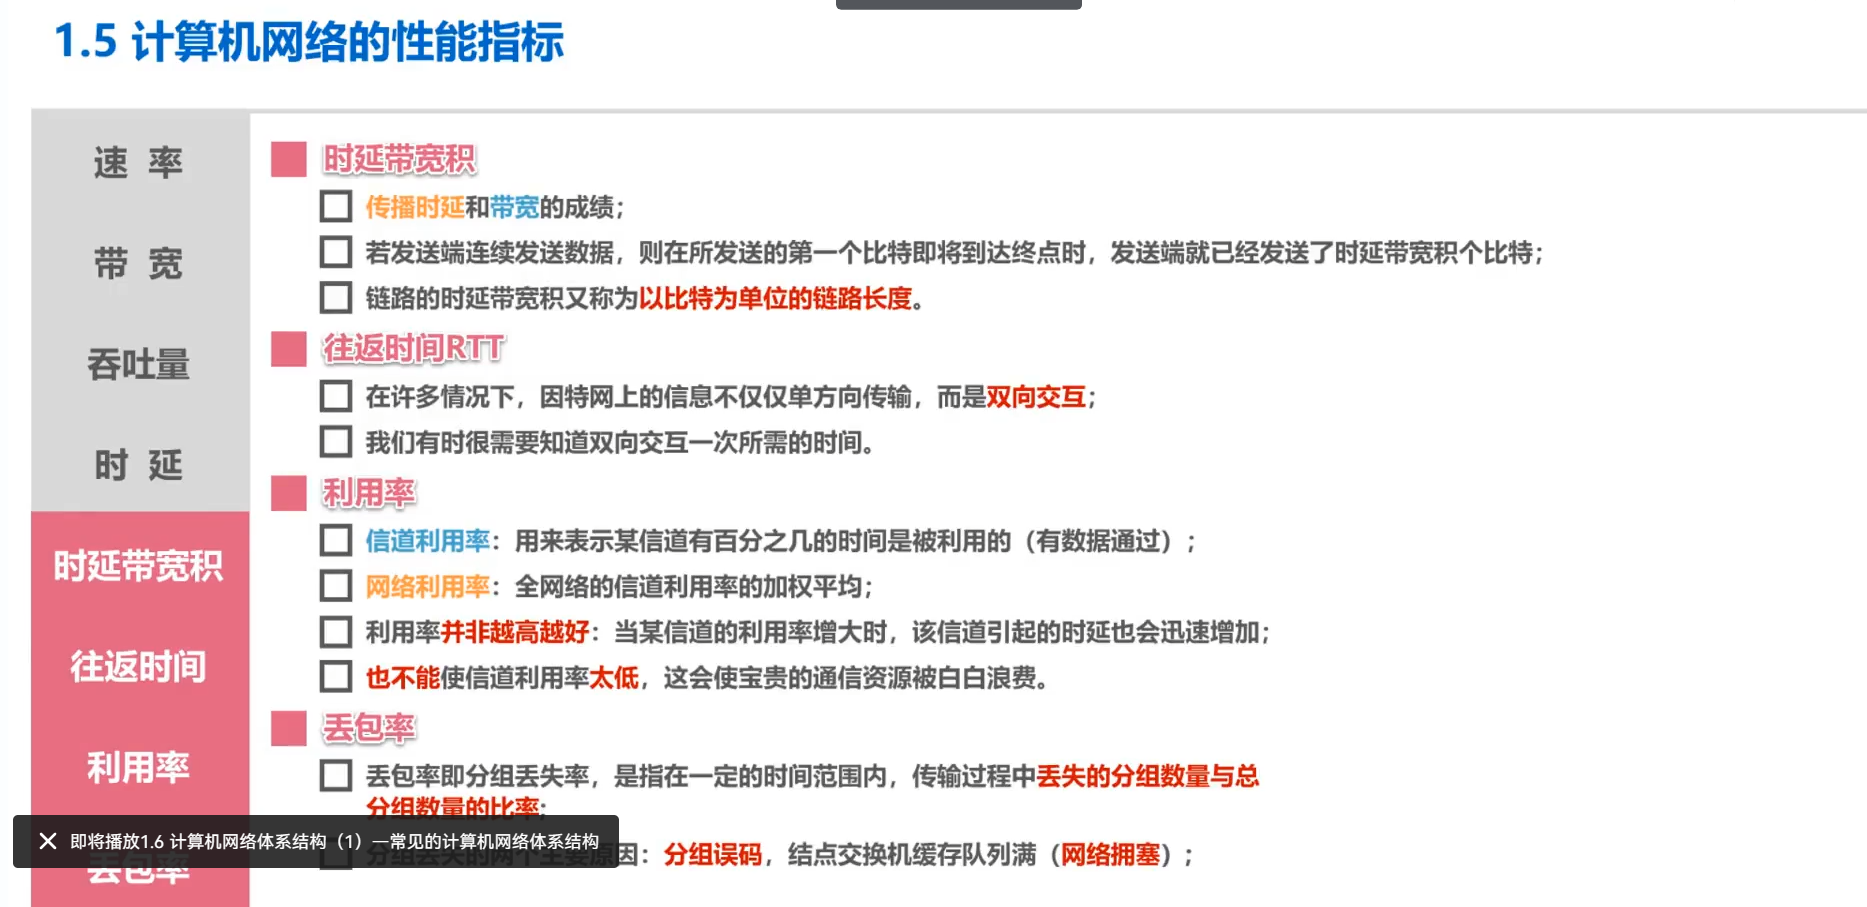 1.5 计算机网络的性能指标
速 率
带 宽
吞吐量
时 延
时延带宽积
往返时间
利用率
丢包率
时延带宽积
传播时延和带宽的成绩；
若发送端连续发送数据，则在所发送的第一个比特即将到达终点时，发送端就已经发送了时延带宽积个比特；
链路的时延带宽积又称为以比特为单位的链路长度。
往返时间RTT
在许多情况下，因特网上的信息不仅仅单方向传输，而是双向交互；
我们有时很需要知道双向交互一次所需的时间。
利用率
信道利用率：用来表示某信道有百分之几的时间是被利用的（有数据通过）；
网络利用率：全网络的信道利用率的加权平均；
利用率并非越高越好：当某信道的利用率增大时，该信道引起的时延也会迅速增加；
也不能使信道利用率太低，这会使宝贵的通信资源被白白浪费。
丢包率
丢包率即分组丢失率，是指在一定的时间范围内，传输过程中丢失的分组数量与总
分组数量的比率；
分组丢失的两个主要原因：分组误码，结点交换机缓存队列满（网络拥塞）；
即将播放1.6 计算机网络体系结构（1）—常见的计算机网络体系结构